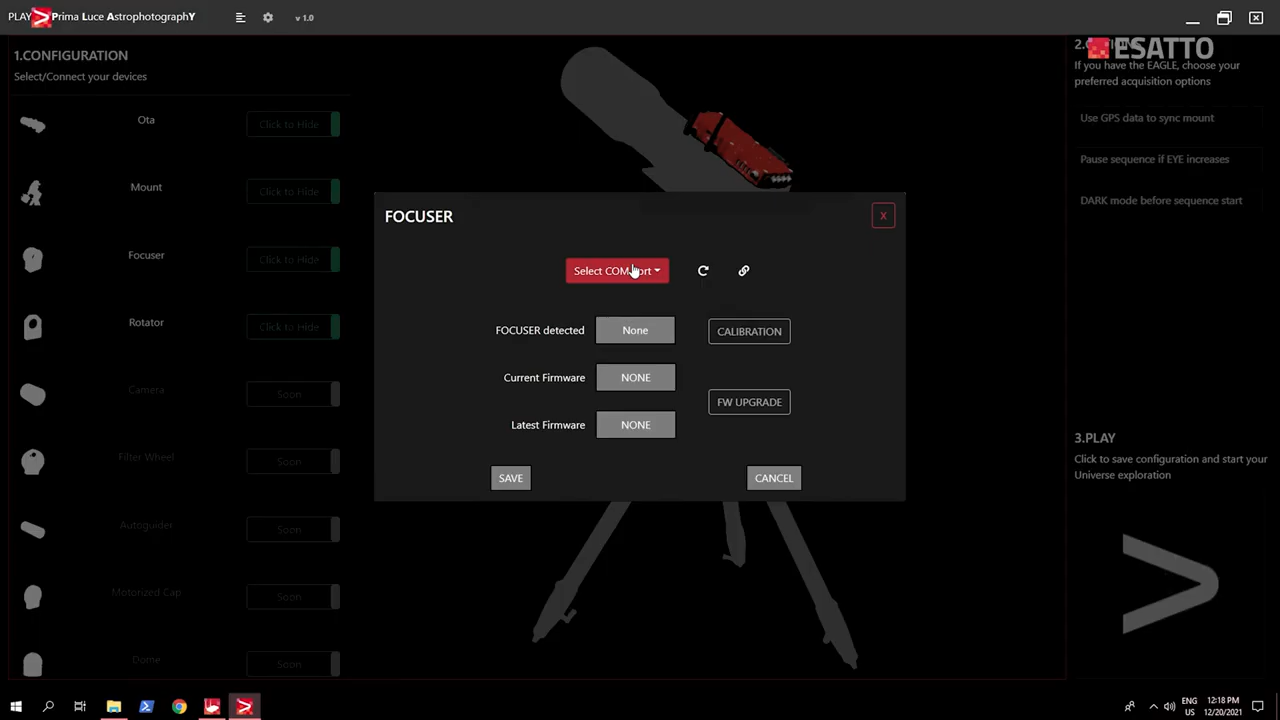 PLAY Prima Luce AstrophotographY
v 1.0
1.CONFIGURATION
Select/Connect your devices
Ota
Click to Hide
Mount
Click to Hide
Focuser
Click to Hide
Rotator
Click to Hide
Camera
Soon
Filter Wheel
Soon
Autoguider
Soon
Motorized Cap
Soon
Dome
Soon
FOCUSER
X
Select COM port
FOCUSER detected
None
CALIBRATION
Current Firmware
NONE
FW UPGRADE
Latest Firmware
NONE
SAVE
CANCEL
ESATTO
If you have the EAGLE, choose your
preferred acquisition options
Use GPS data to sync mount
Pause sequence if EYE increases
DARK mode before sequence start
3.PLAY
Click to save configuration and start your
Universe exploration
>
ENG
US
12:18 PM
12/20/2021